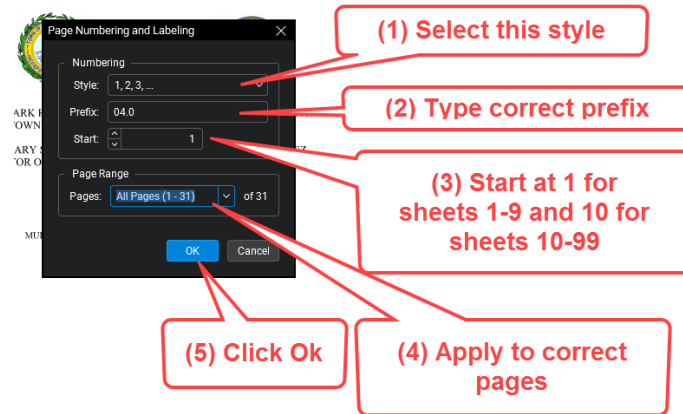 Page Numbering and Labeling
(1) Select this style
Numbering
Style: 1, 2, 3, ...
Prefix: 04.0
(2) Type correct prefix
Start: 1
Page Range
Pages: All Pages (1 - 31) of 31
(3) Start at 1 for
sheets 1-9 and 10 for
sheets 10-99
OK Cancel
(5) Click Ok
(4) Apply to correct
pages